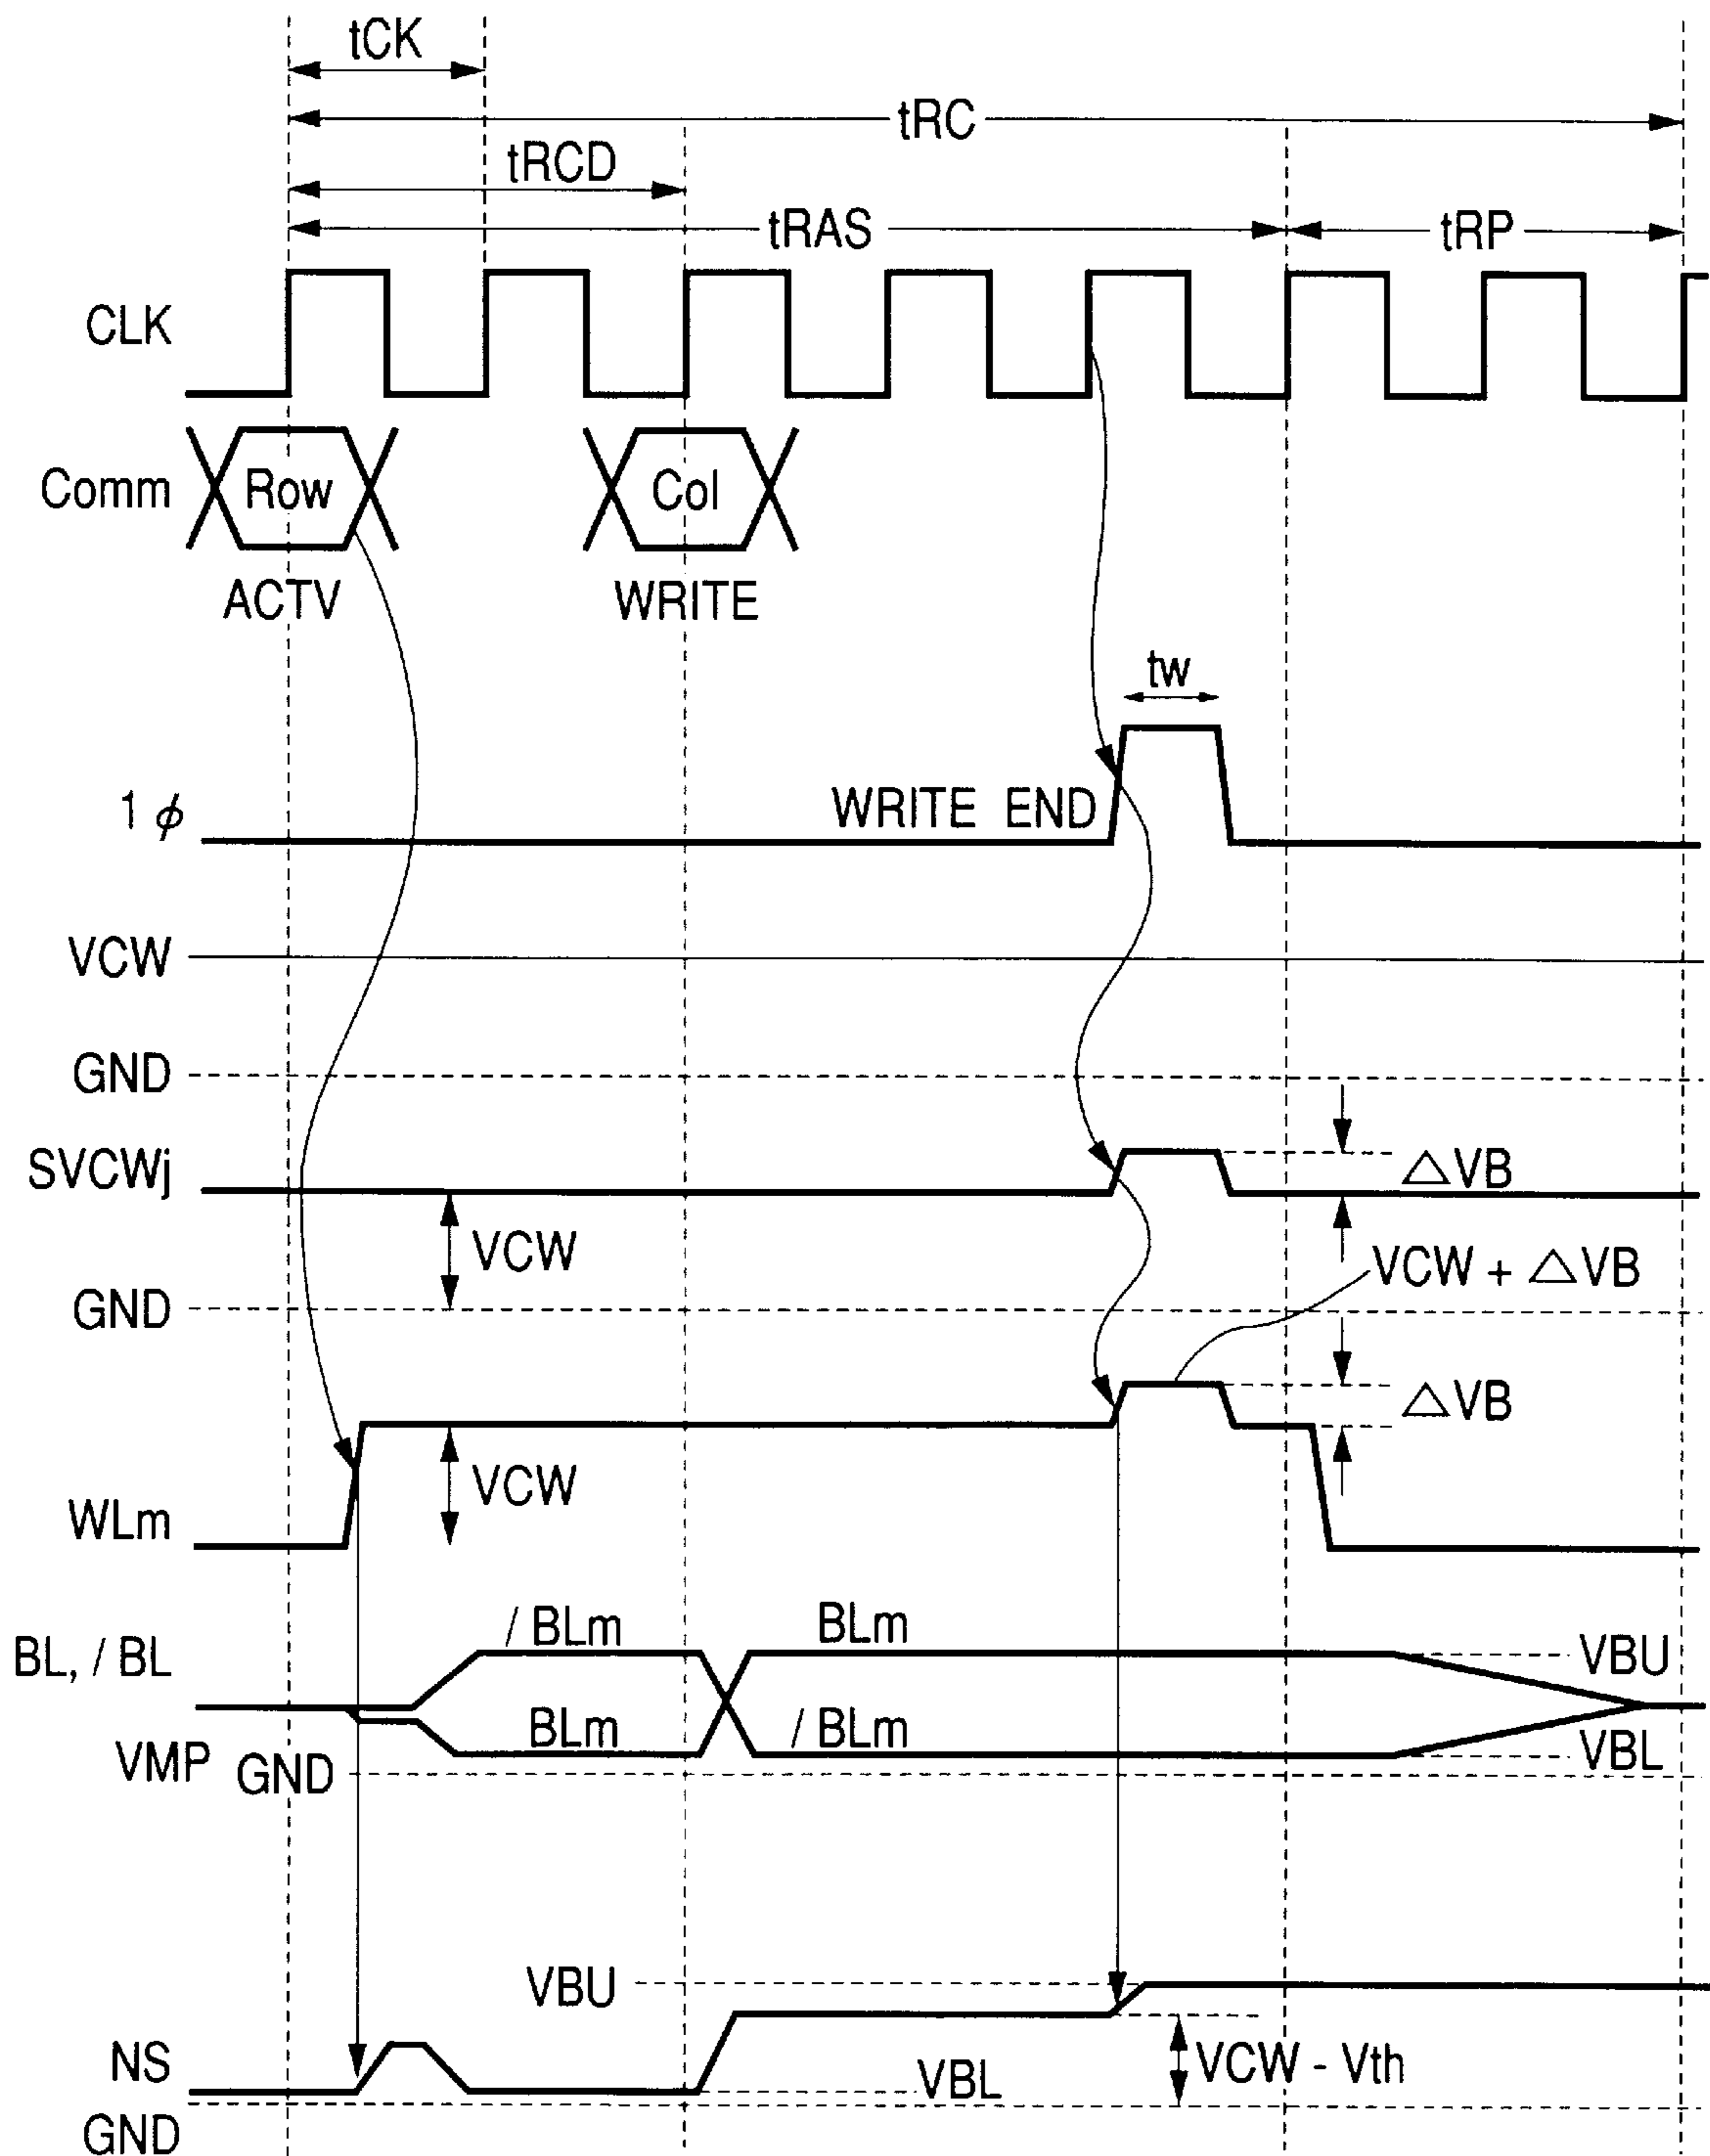 tCK
tRC
tRCD
tRAS tRP
CLK
Comm Row Col
ACTV WRITE
tw
1 ϕ WRITE END
VCW
GND
SVCWj △VB
VCW VCW + △VB
GND
△VB
VCW
WLm
/ BLm BLm
BL, / BL VBU
BLm / BLm
VMP GND VBL
VBU
NS VBL VCW - Vth
GND